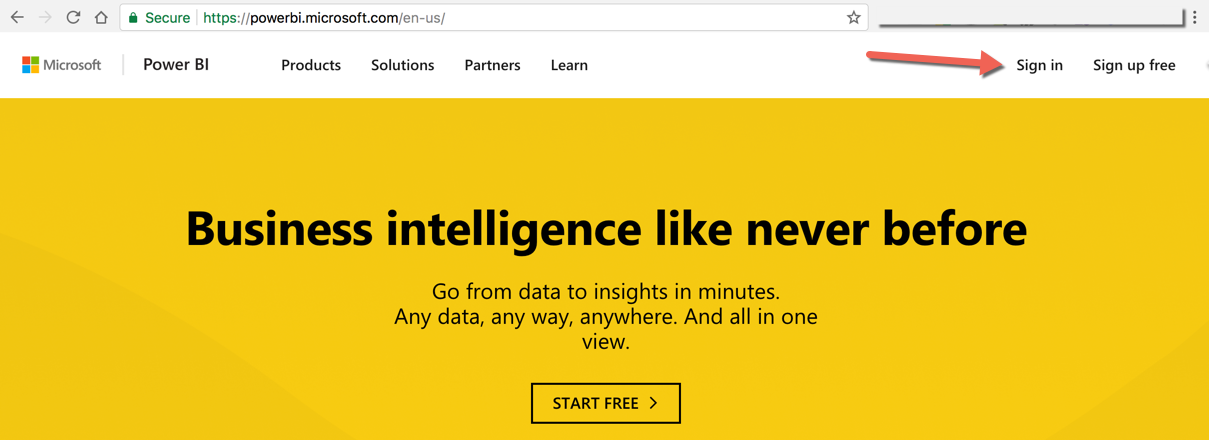 Secure https://powerbi.microsoft.com/en-us/
Microsoft Power BI Products Solutions Partners Learn Sign in Sign up free
Business intelligence like never before
Go from data to insights in minutes.
Any data, any way, anywhere. And all in one
view.
START FREE